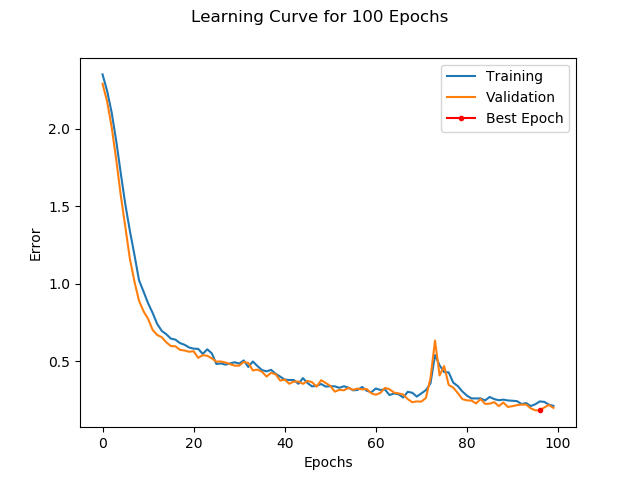 Learning Curve for 100 Epochs
Training
Validation
Best Epoch
2.0
1.5
1.0
0.5
Error
0 20 40 60 80 100
Epochs